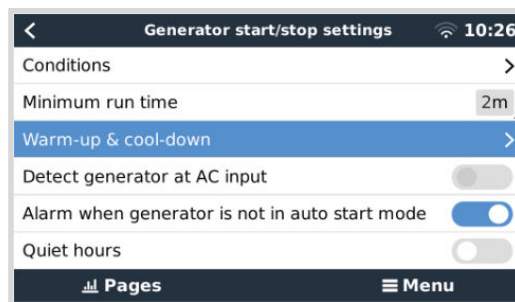 Generator start/stop settings 10:26
Conditions
Minimum run time 2m
Warm-up & cool-down
Detect generator at AC input
Alarm when generator is not in auto start mode
Quiet hours
Pages Menu